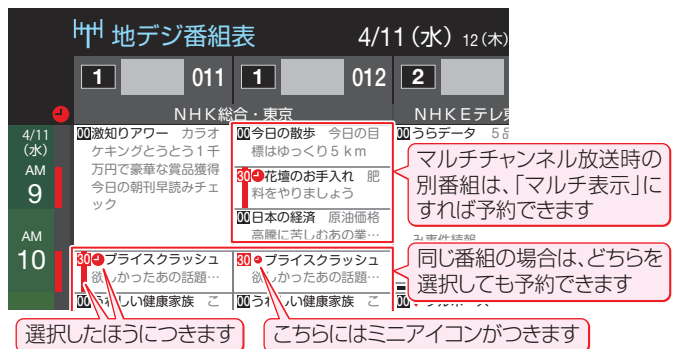 地デジ番組表 4/11(水) 12(木)
1 011 1 012 2
NHK総合・東京 NHKEテレ東
4/11
(水)
AM
9
AM
10
00激知りアワー カラオ
ケキングとうとう1千
万円で豪華な賞品獲得
今日の朝刊早読みチェ
ック
00今日の散歩 今日の目
標はゆっくり5km
30花壇のお手入れ 肥
料をやりましょう
00日本の経済 原油価格
高騰に苦しむあの業…
00うらデータ 5
マルチチャンネル放送時の
別番組は、「マルチ表示」に
すれば予約できます
30プライスクラッシュ
欲しかったあの話題…
30プライスクラッシュ
欲しかったあの話題…
同じ番組の場合は、どちらを
選択しても予約できます
00うれしい健康家族 こ
00うれしい健康家族 こ
選択したほうにつきます
こちらにはミニアイコンがつきます